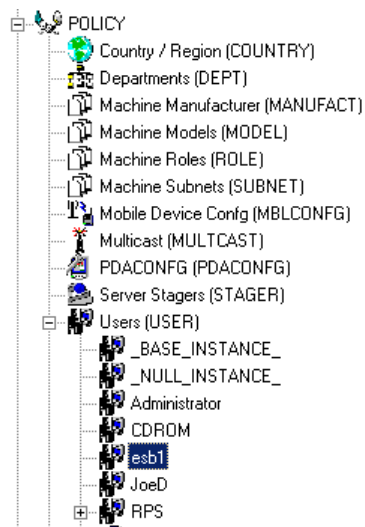 POLICY
Country / Region (COUNTRY)
Departments (DEPT)
Machine Manufacturer (MANUFACT)
Machine Models (MODEL)
Machine Roles (ROLE)
Machine Subnets (SUBNET)
Mobile Device Confg (MBLCONFG)
Multicast (MULTCAST)
PDACONFG (PDACONFG)
Server Stagers (STAGER)
Users (USER)
_BASE_INSTANCE_
_NULL_INSTANCE_
Administrator
CDROM
esb1
JoeD
RPS